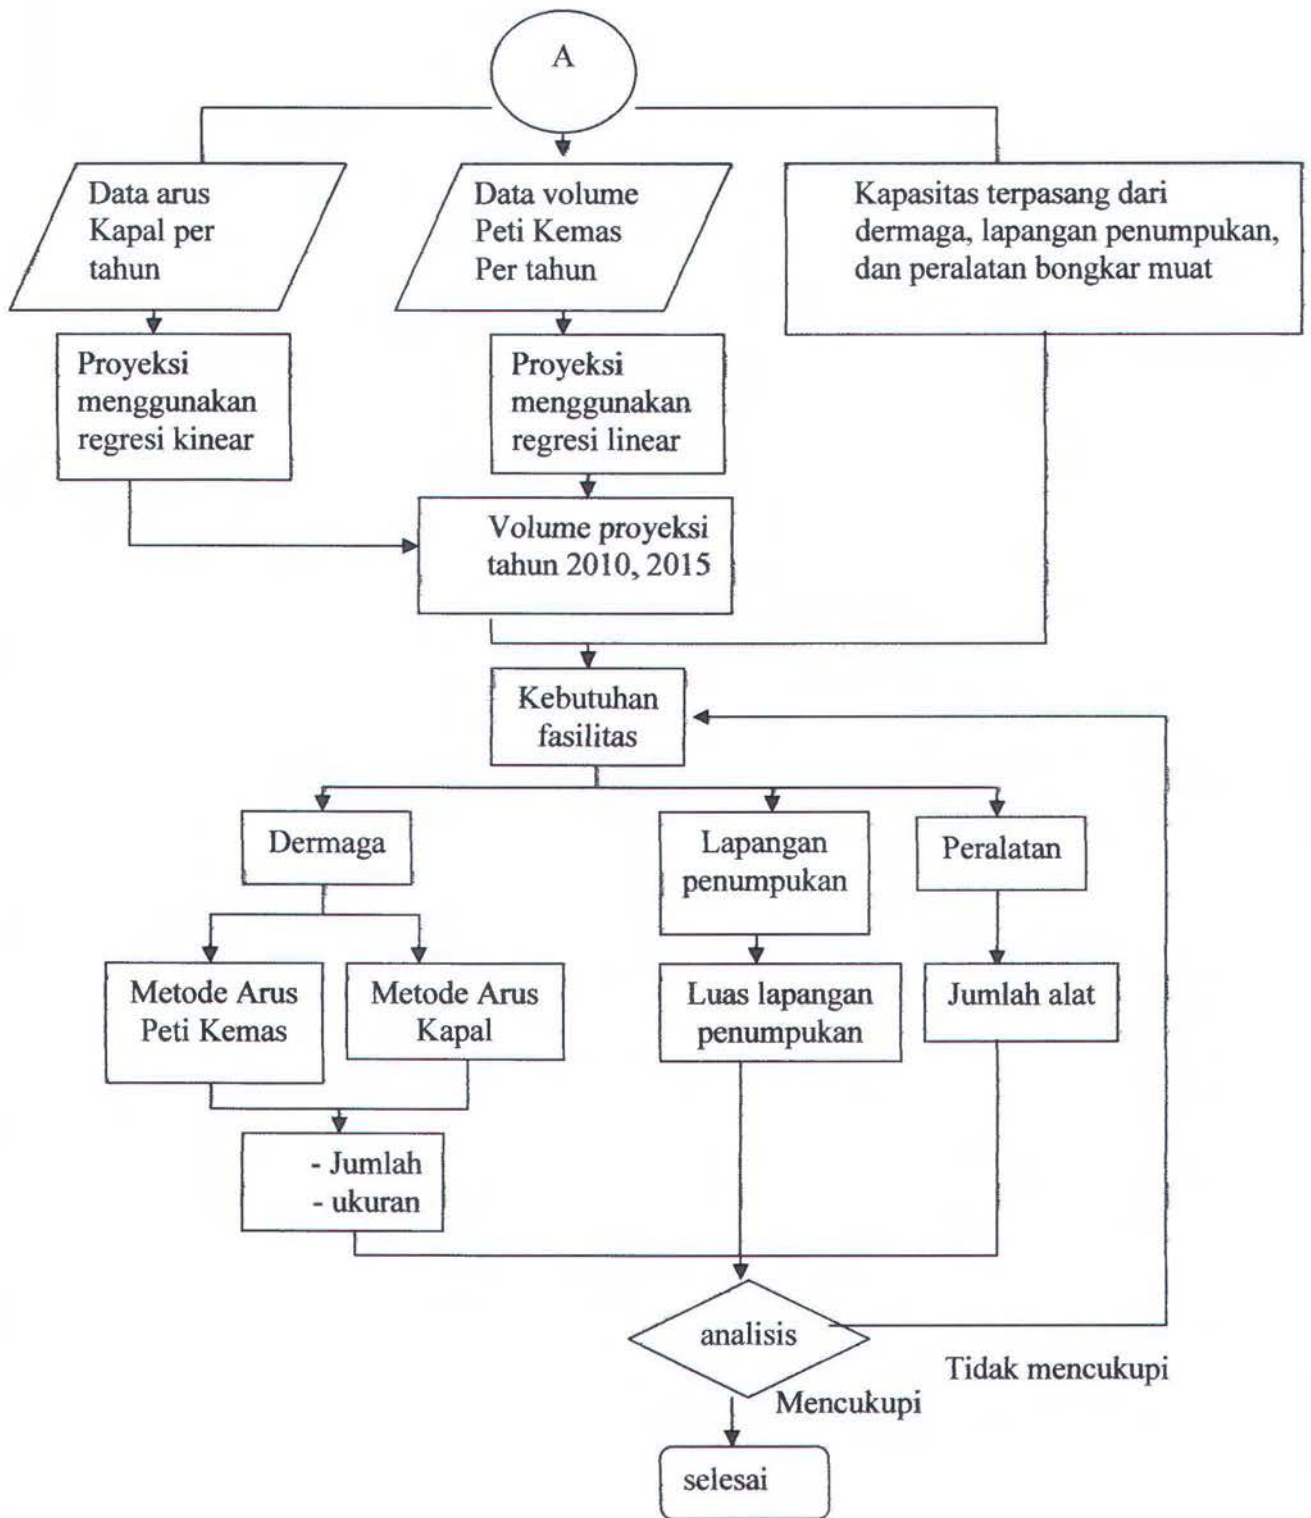 A
Data arus
Kapal per
tahun
Data volume
Peti Kemas
Per tahun
Kapasitas terpasang dari
dermaga, lapangan penumpukan,
dan peralatan bongkar muat
Proyeksi
menggunakan
regresi kinear
Proyeksi
menggunakan
regresi linear
Volume proyeksi
tahun 2010, 2015
Kebutuhan
fasilitas
Dermaga
Lapangan
penumpukan
Peralatan
Metode Arus
Peti Kemas
Metode Arus
Kapal
Luas lapangan
penumpukan
Jumlah alat
- Jumlah
- ukuran
analisis
Tidak mencukupi
Mencukupi
selesai